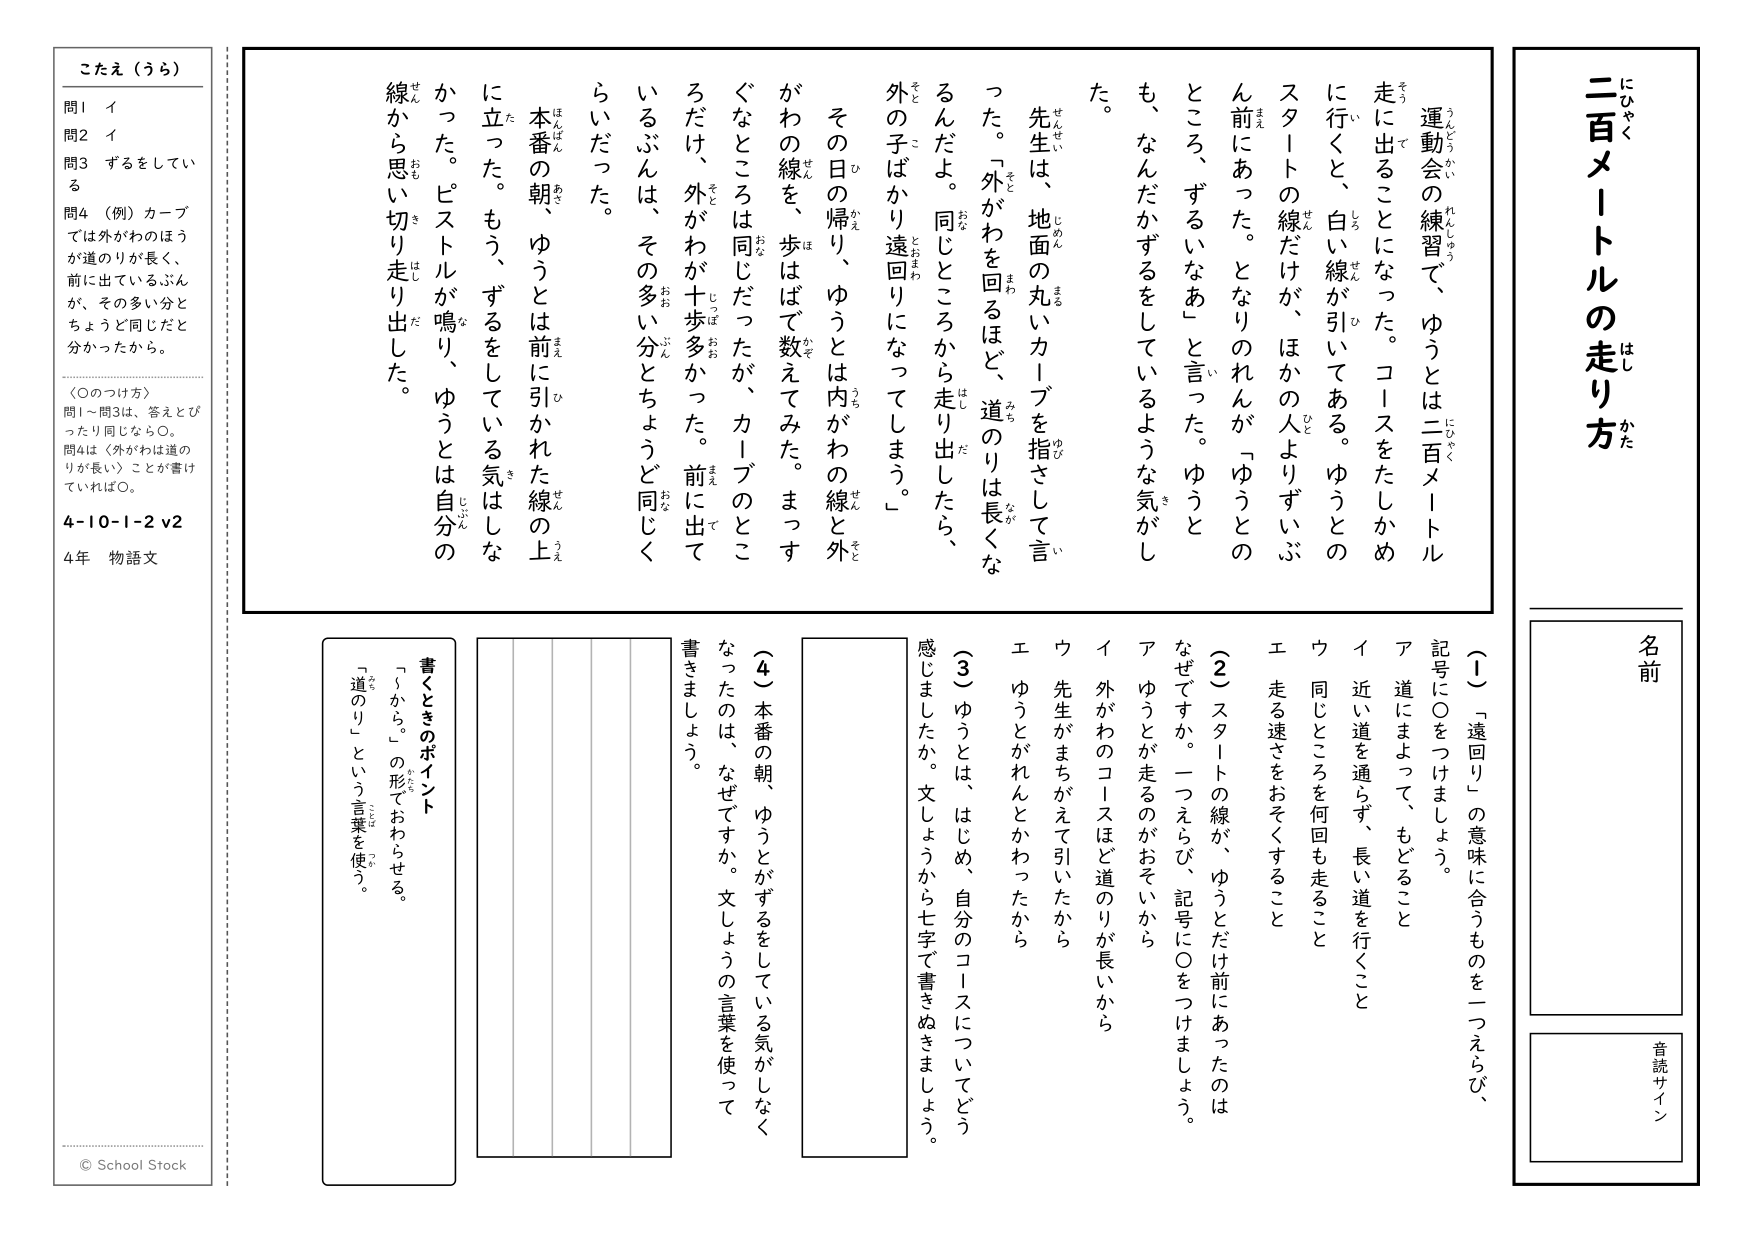 二百メートルの走り方
にひゃく
はし
かた
名前
音読サイン
運動会の練習で、ゆうとは二百メートル
走に出ることになった。コースをたしかめ
に行くと、白い線が引いてある。ゆうとの
スタートの線だけが、ほかの人よりずいぶ
ん前にあった。となりのれんが「ゆうとの
ところ、ずるいなあ」と言った。ゆうと
も、なんだかずるをしているような気がし
た。
先生は、地面の丸いカーブを指さして言
った。「外がわを回るほど、道のりは長くな
るんだよ。同じところから走り出したら、
外の子ばかり遠回りになってしまう。」
その日の帰り、ゆうとは内がわの線と外
がわの線を、歩はばで数えてみた。まっす
ぐなところは同じだったが、カーブのとこ
ろだけ、外がわが十歩多かった。前に出て
いるぶんは、その多い分とちょうど同じく
らいだった。
本番の朝、ゆうとは前に引かれた線の上
に立った。もう、ずるをしている気はしな
かった。ピストルが鳴り、ゆうとは自分の
線から思い切り走り出した。
(1)「遠回り」の意味に合うものを一つえらび、
記号に○をつけましょう。
ア 道にまよって、もどること
イ 近い道を通らず、長い道を行くこと
ウ 同じところを何回も走ること
エ 走る速さをおそくすること
(2)スタートの線が、ゆうとだけ前にあったのは
なぜですか。一つえらび、記号に○をつけましょう。
ア ゆうとが走るのがおそいから
イ 外がわのコースほど道のりが長いから
ウ 先生がまちがえて引いたから
エ ゆうとがれんとかわったから
(3)ゆうとは、はじめ、自分のコースについてどう
感じましたか。文しょうから七字で書きぬきましょう。
(4)本番の朝、ゆうとがずるをしている気がしなく
なったのは、なぜですか。文しょうの言葉を使って
書きましょう。
書くときのポイント
「〜から。」の形でおわらせる。
「道のり」という言葉を使う。
こたえ（うら）
問1 イ
問2 イ
問3 ずるをしてい
る
問4 （例）カーブ
では外がわのほう
が道のりが長く、
前に出ているぶん
が、その多い分と
ちょうど同じだと
分かったから。
〈○のつけ方〉
問1〜問3は、答えとぴ
ったり同じなら○。
問4は〈外がわは道の
りが長い〉ことが書け
ていれば○。
4-10-1-2 v2
4年 物語文
© School Stock